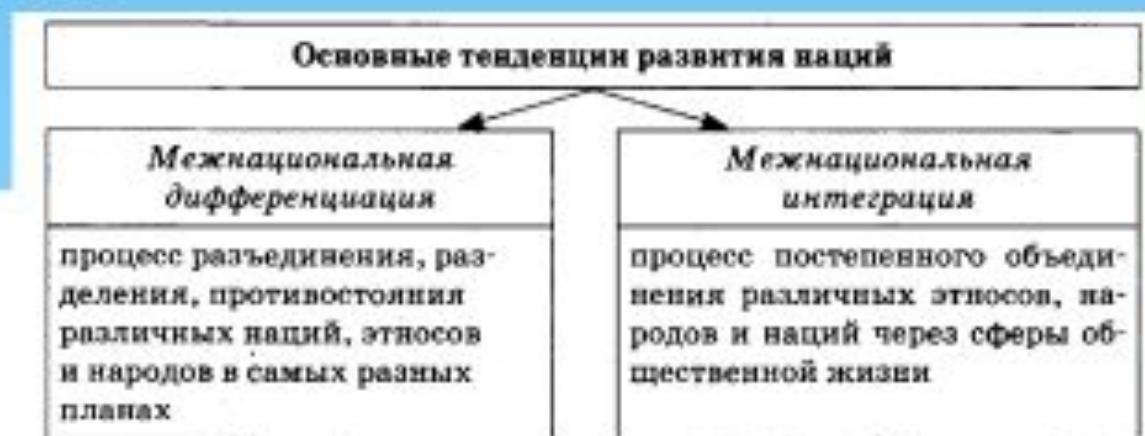 Основные тенденции развития наций
Межнациональная
дифференциация
процесс разъединения, раз-
деления, противостояния
различных наций, этносов
и народов в самых разных
планах
Межнациональная
интеграция
процесс постепенного объеди-
нения различных этносов, на-
родов и наций через сферы об-
щественной жизни